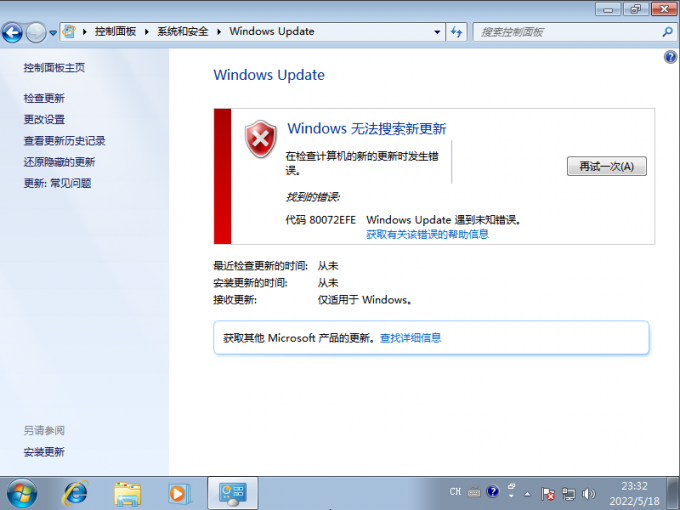 控制面板 系统和安全 Windows Update
搜索控制面板
控制面板主页
检查更新
更改设置
查看更新历史记录
还原隐藏的更新
更新: 常见问题
另请参阅
安装更新
Windows Update
Windows 无法搜索新更新
在检查计算机的新的更新时发生错
误。
再试一次(A)
找到的错误:
代码 80072EFE Windows Update 遇到未知错误。
获取有关该错误的帮助信息
最近检查更新的时间: 从未
安装更新的时间: 从未
接收更新: 仅适用于 Windows。
获取其他 Microsoft 产品的更新。查找详细信息
CH
23:32
2022/5/18